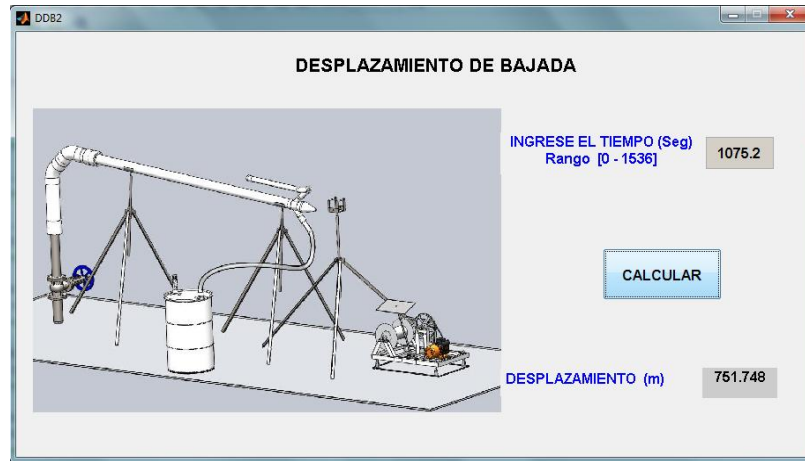 DDB2
DESPLAZAMIENTO DE BAJADA
INGRESE EL TIEMPO (Seg)
Rango [0 - 1536]
1075.2
CALCULAR
DESPLAZAMIENTO (m)
751.748